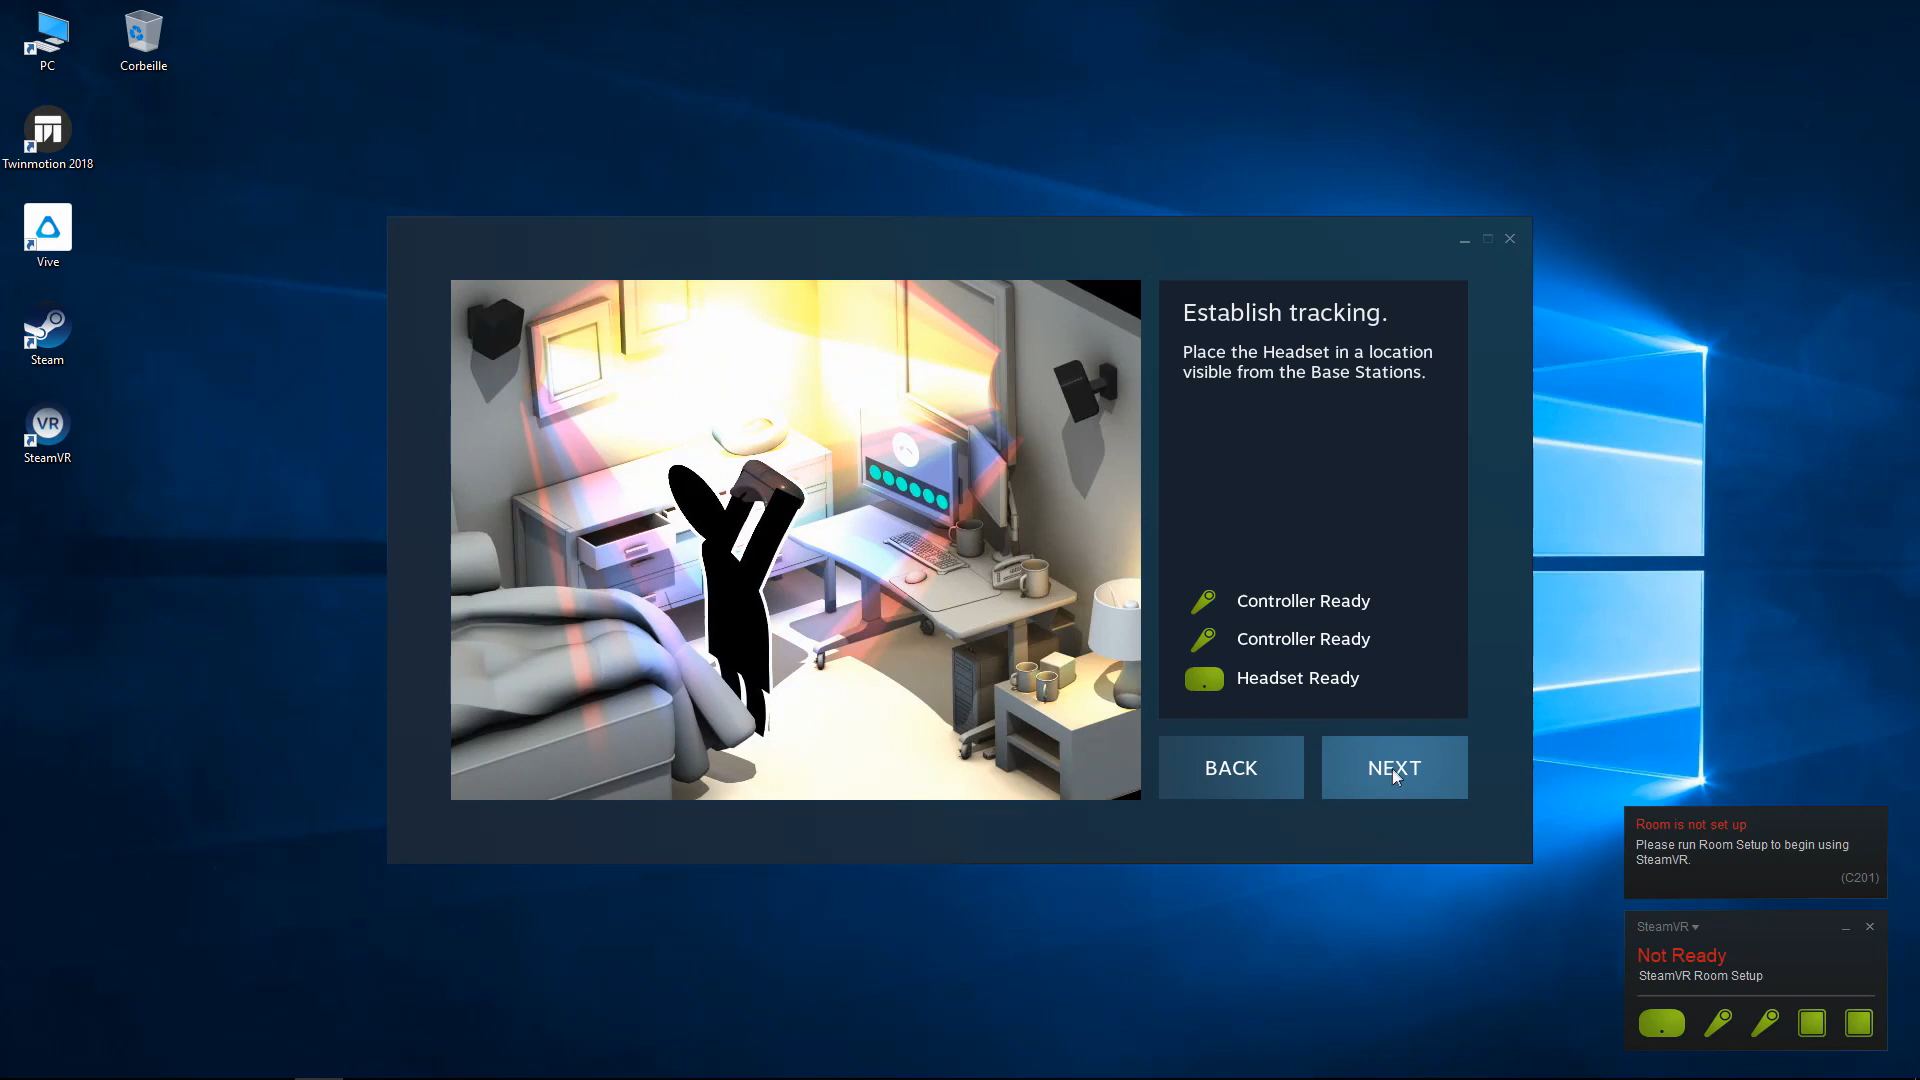 PC
Corbeille
Twinmotion 2018
Vive
Steam
VR
SteamVR
Establish tracking.
Place the Headset in a location
visible from the Base Stations.
Controller Ready
Controller Ready
Headset Ready
BACK
NEXT
Room is not set up
Please run Room Setup to begin using
SteamVR.
(C201)
SteamVR
Not Ready
SteamVR Room Setup